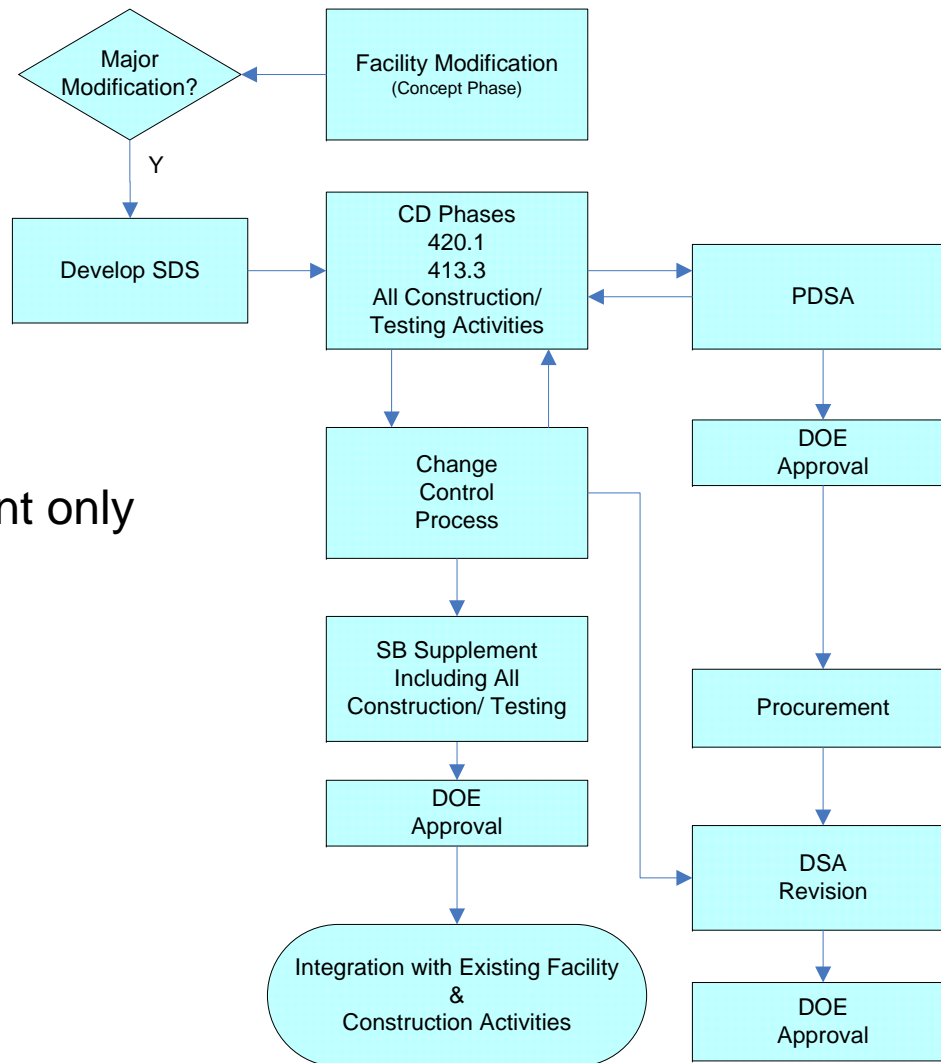 Major
Modification?
Facility Modification
(Concept Phase)
Y
Develop SDS
CD Phases
420.1
413.3
All Construction/
Testing Activities
PDSA
DOE
Approval
Change
Control
Process
nt only
SB Supplement
Including All
Construction/ Testing
Procurement
DOE
Approval
DSA
Revision
Integration with Existing Facility
&
Construction Activities
DOE
Approval